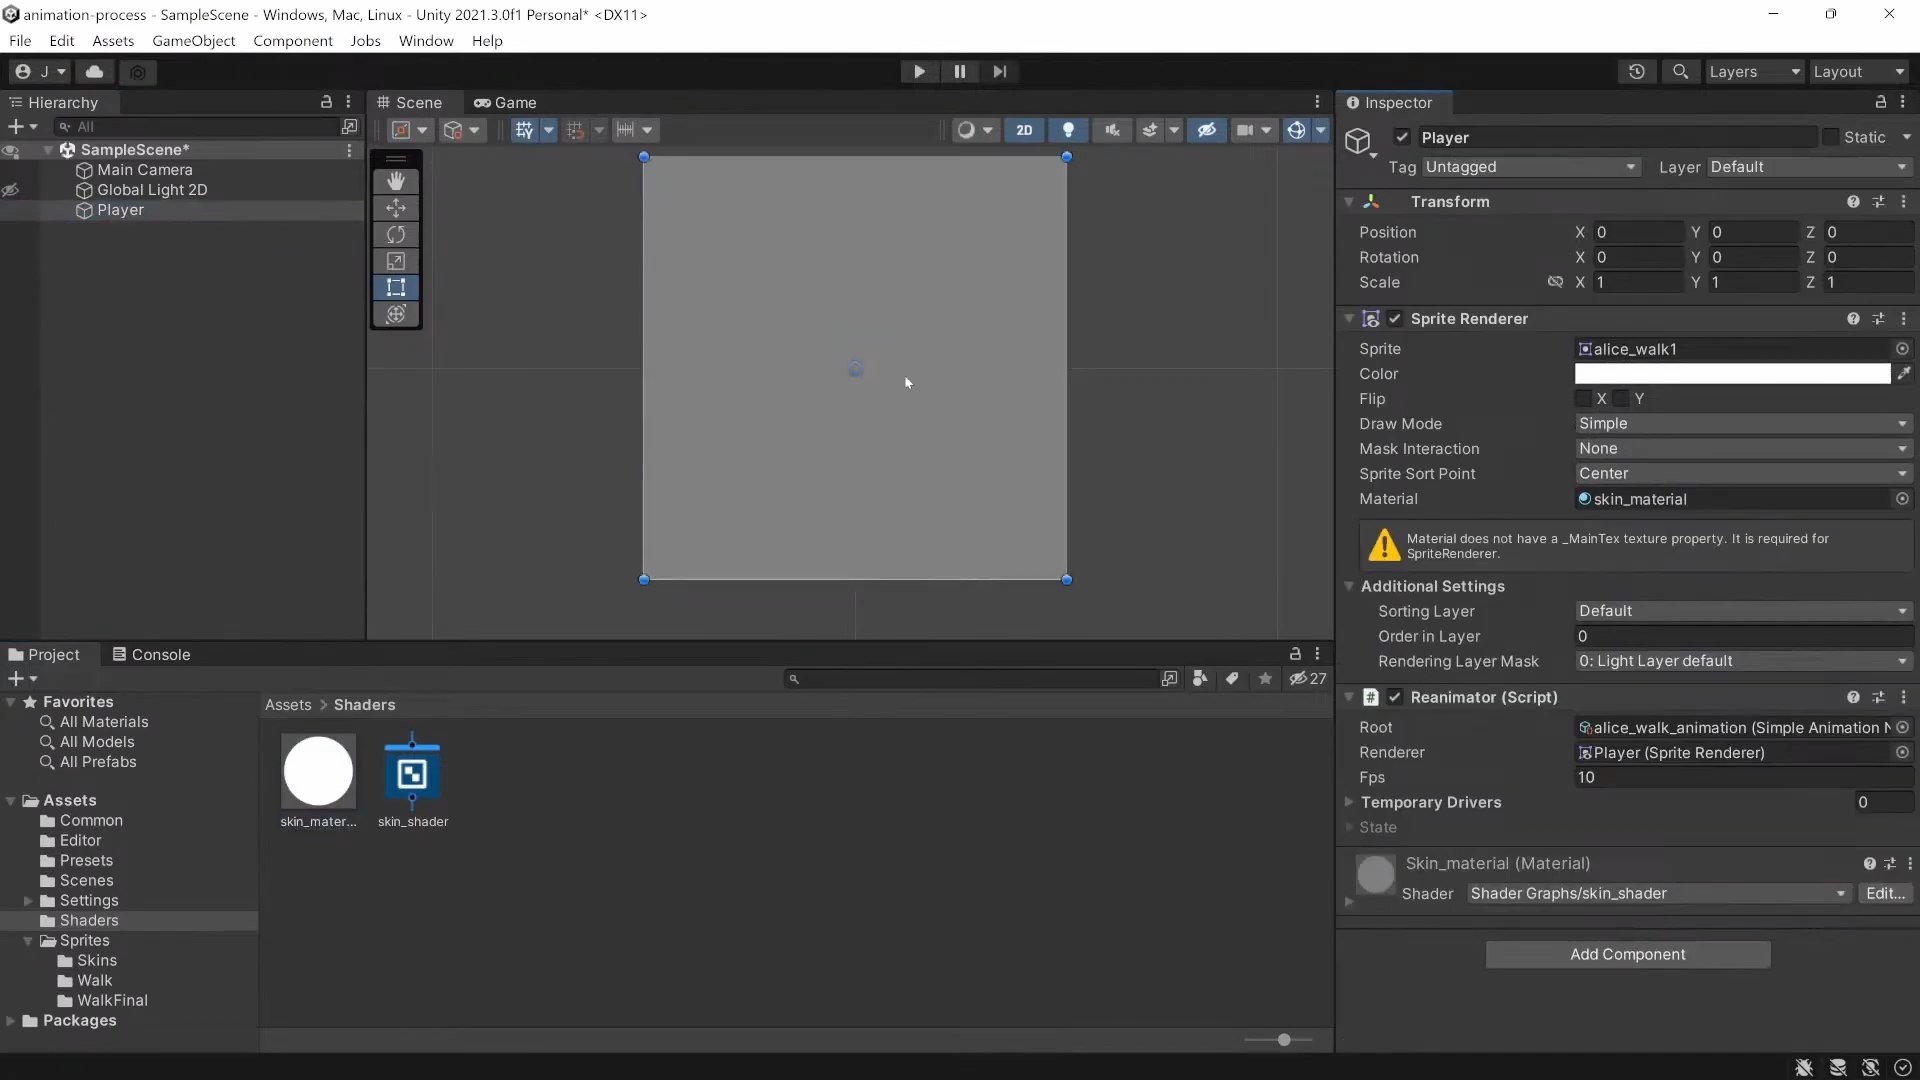 animation-process - SampleScene - Windows, Mac, Linux - Unity 2021.3.0f1 Personal* <DX11>
File Edit Assets GameObject Component Jobs Window Help
J Layers Layout
Hierarchy
All
SampleScene*
Main Camera
Global Light 2D
Player
Scene Game
2D
Inspector
Player Static
Tag Untagged Layer Default
Transform
Position X 0 Y 0 Z 0
Rotation X 0 Y 0 Z 0
Scale X 1 Y 1 Z 1
Sprite Renderer
Sprite alice_walk1
Color
Flip X Y
Draw Mode Simple
Mask Interaction None
Sprite Sort Point Center
Material skin_material
Material does not have a _MainTex texture property. It is required for
SpriteRenderer.
Additional Settings
Sorting Layer Default
Order in Layer 0
Rendering Layer Mask 0: Light Layer default
Reanimator (Script)
Root alice_walk_animation (Simple Animation N
Renderer Player (Sprite Renderer)
Fps 10
Temporary Drivers 0
State
Skin_material (Material)
Shader Shader Graphs/skin_shader Edit...
Add Component
Project Console
27
Favorites
All Materials
All Models
All Prefabs
Assets
Common
Editor
Presets
Scenes
Settings
Shaders
Sprites
Skins
Walk
WalkFinal
Packages
Assets > Shaders
skin_mater... skin_shader